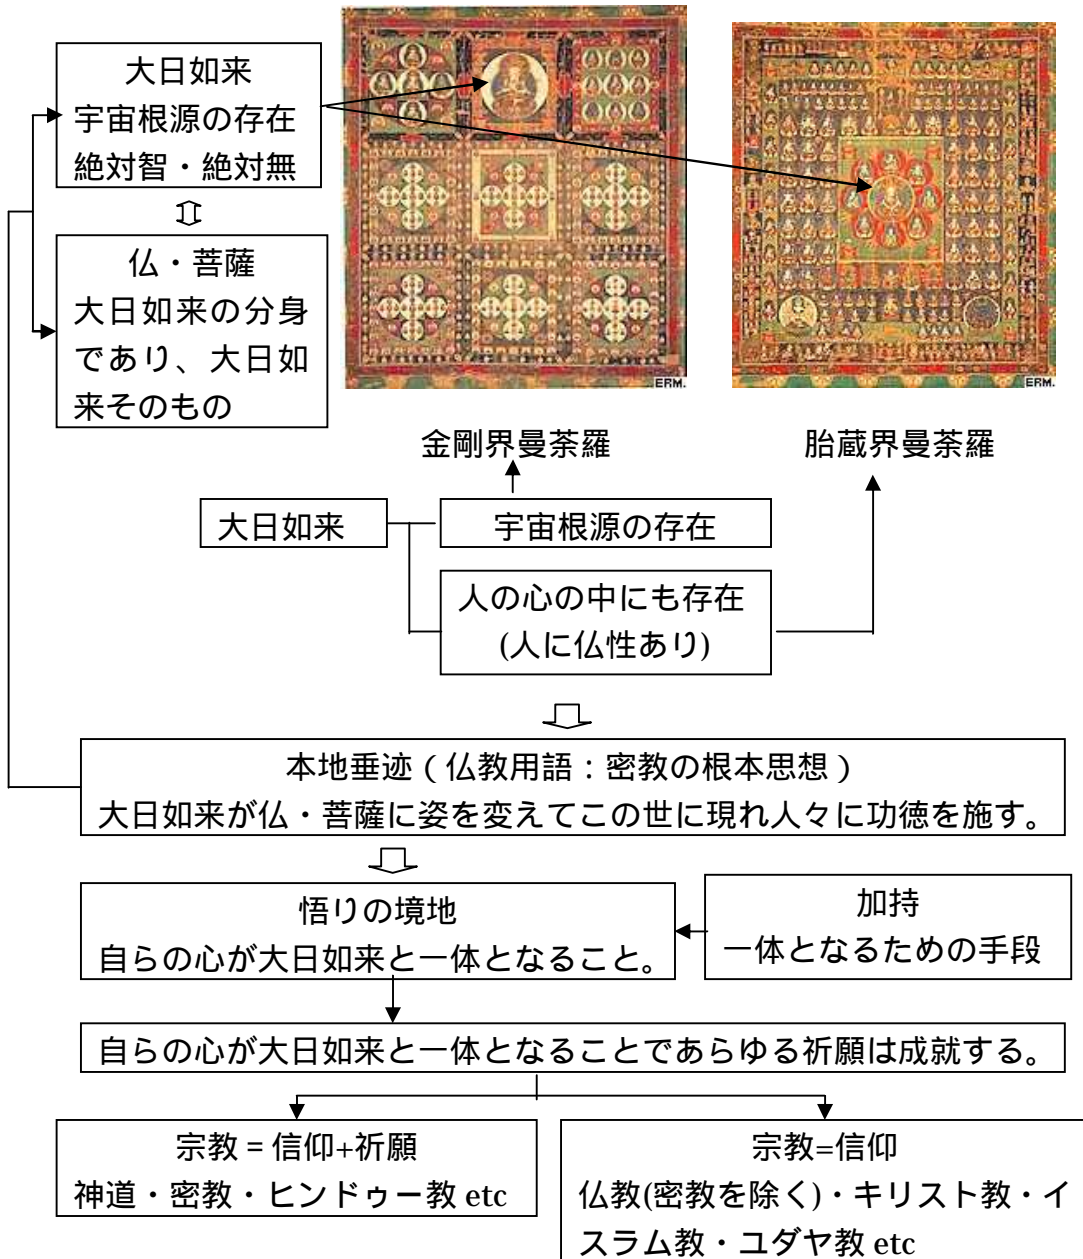 大日如来
宇宙根源の存在
絶対智・絶対無
仏・菩薩
大日如来の分身
であり、大日如
来そのもの
ERM.
ERM.
金剛界曼荼羅
胎蔵界曼荼羅
大日如来
宇宙根源の存在
人の心の中にも存在
(人に仏性あり)
本地垂迹（仏教用語：密教の根本思想）
大日如来が仏・菩薩に姿を変えてこの世に現れ人々に功徳を施す。
悟りの境地
自らの心が大日如来と一体となること。
加持
一体となるための手段
自らの心が大日如来と一体となることであらゆる祈願は成就する。
宗教＝信仰+祈願
神道・密教・ヒンドゥー教 etc
宗教=信仰
仏教(密教を除く)・キリスト教・イ
スラム教・ユダヤ教 etc